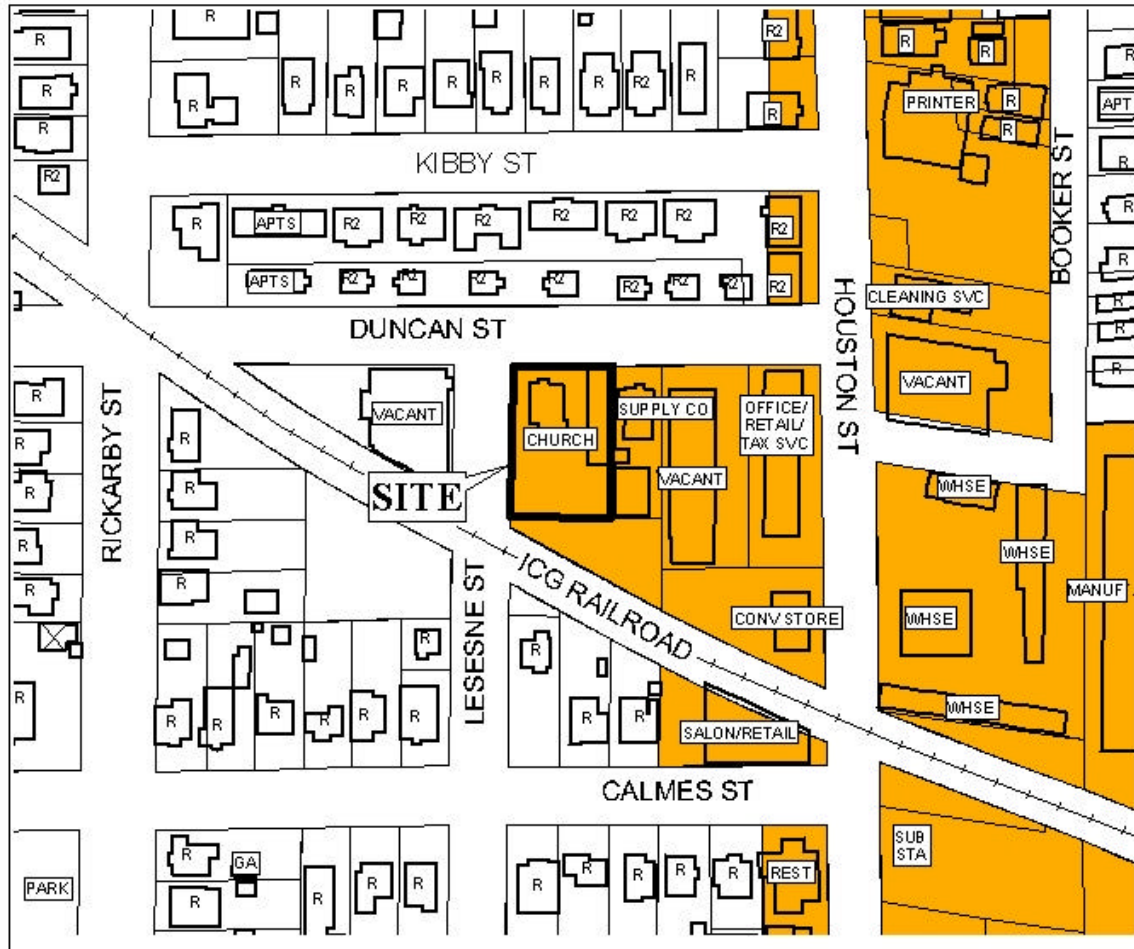 R
R
R2
R
R
R
R
R
R
R
R
R
R
R
R
R2
R
R
PRINTER
R
R
APT
R
R
R2
R
KIBBY ST
BOOKER ST
R
APTS
R2
R2
R2
R2
R2
R2
R2
R
APTS
R2
R2
R2
R2
R2
R2
R2
R2
R
CLEANING SVC
R
R
DUNCAN ST
HOUSTON ST
R
RICKARBY ST
R
VACANT
CHURCH
SUPPLY CO
OFFICE/
RETAIL/
TAX SVC
VACANT
R
R
R
R
SITE
VACANT
WHSE
R
R
R
R
R
ICG RAILROAD
WHSE
MANUF
LESESNE ST
CONV STORE
WHSE
R
R
R
R
R
R
R
R
R
R
R
SALON/RETAIL
WHSE
CALMES ST
PARK
R
GA
R
R
R
R
R
R
R
R
R
REST
SUB
STA